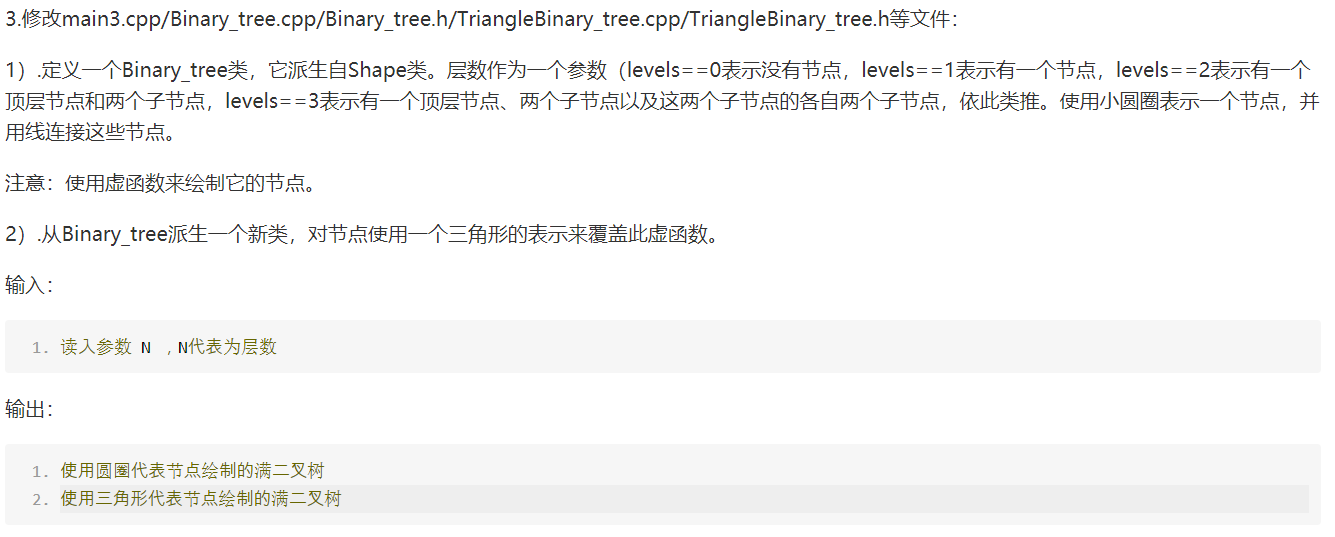 3.修改main3.cpp/Binary_tree.cpp/Binary_tree.h/TriangleBinary_tree.cpp/TriangleBinary_tree.h等文件：
1）.定义一个Binary_tree类，它派生自Shape类。层数作为一个参数（levels==0表示没有节点，levels==1表示有一个节点，levels==2表示有一个
顶层节点和两个子节点，levels==3表示有一个顶层节点、两个子节点以及这两个子节点的各自两个子节点，依此类推。使用小圆圈表示一个节点，并
用线连接这些节点。
注意：使用虚函数来绘制它的节点。
2）.从Binary_tree派生一个新类，对节点使用一个三角形的表示来覆盖此虚函数。
输入：
1. 读入参数 N ，N代表为层数
输出：
1. 使用圆圈代表节点绘制的满二叉树
2. 使用三角形代表节点绘制的满二叉树